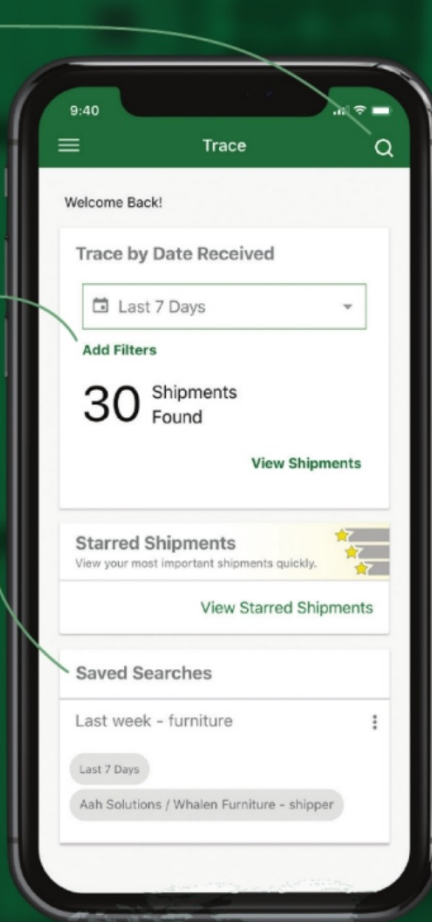 9:40
Trace
Welcome Back!
Trace by Date Received
Last 7 Days
Add Filters
30 Shipments
Found
View Shipments
Starred Shipments
View your most important shipments quickly.
View Starred Shipments
Saved Searches
Last week - furniture
Last 7 Days
Aah Solutions / Whalen Furniture - shipper